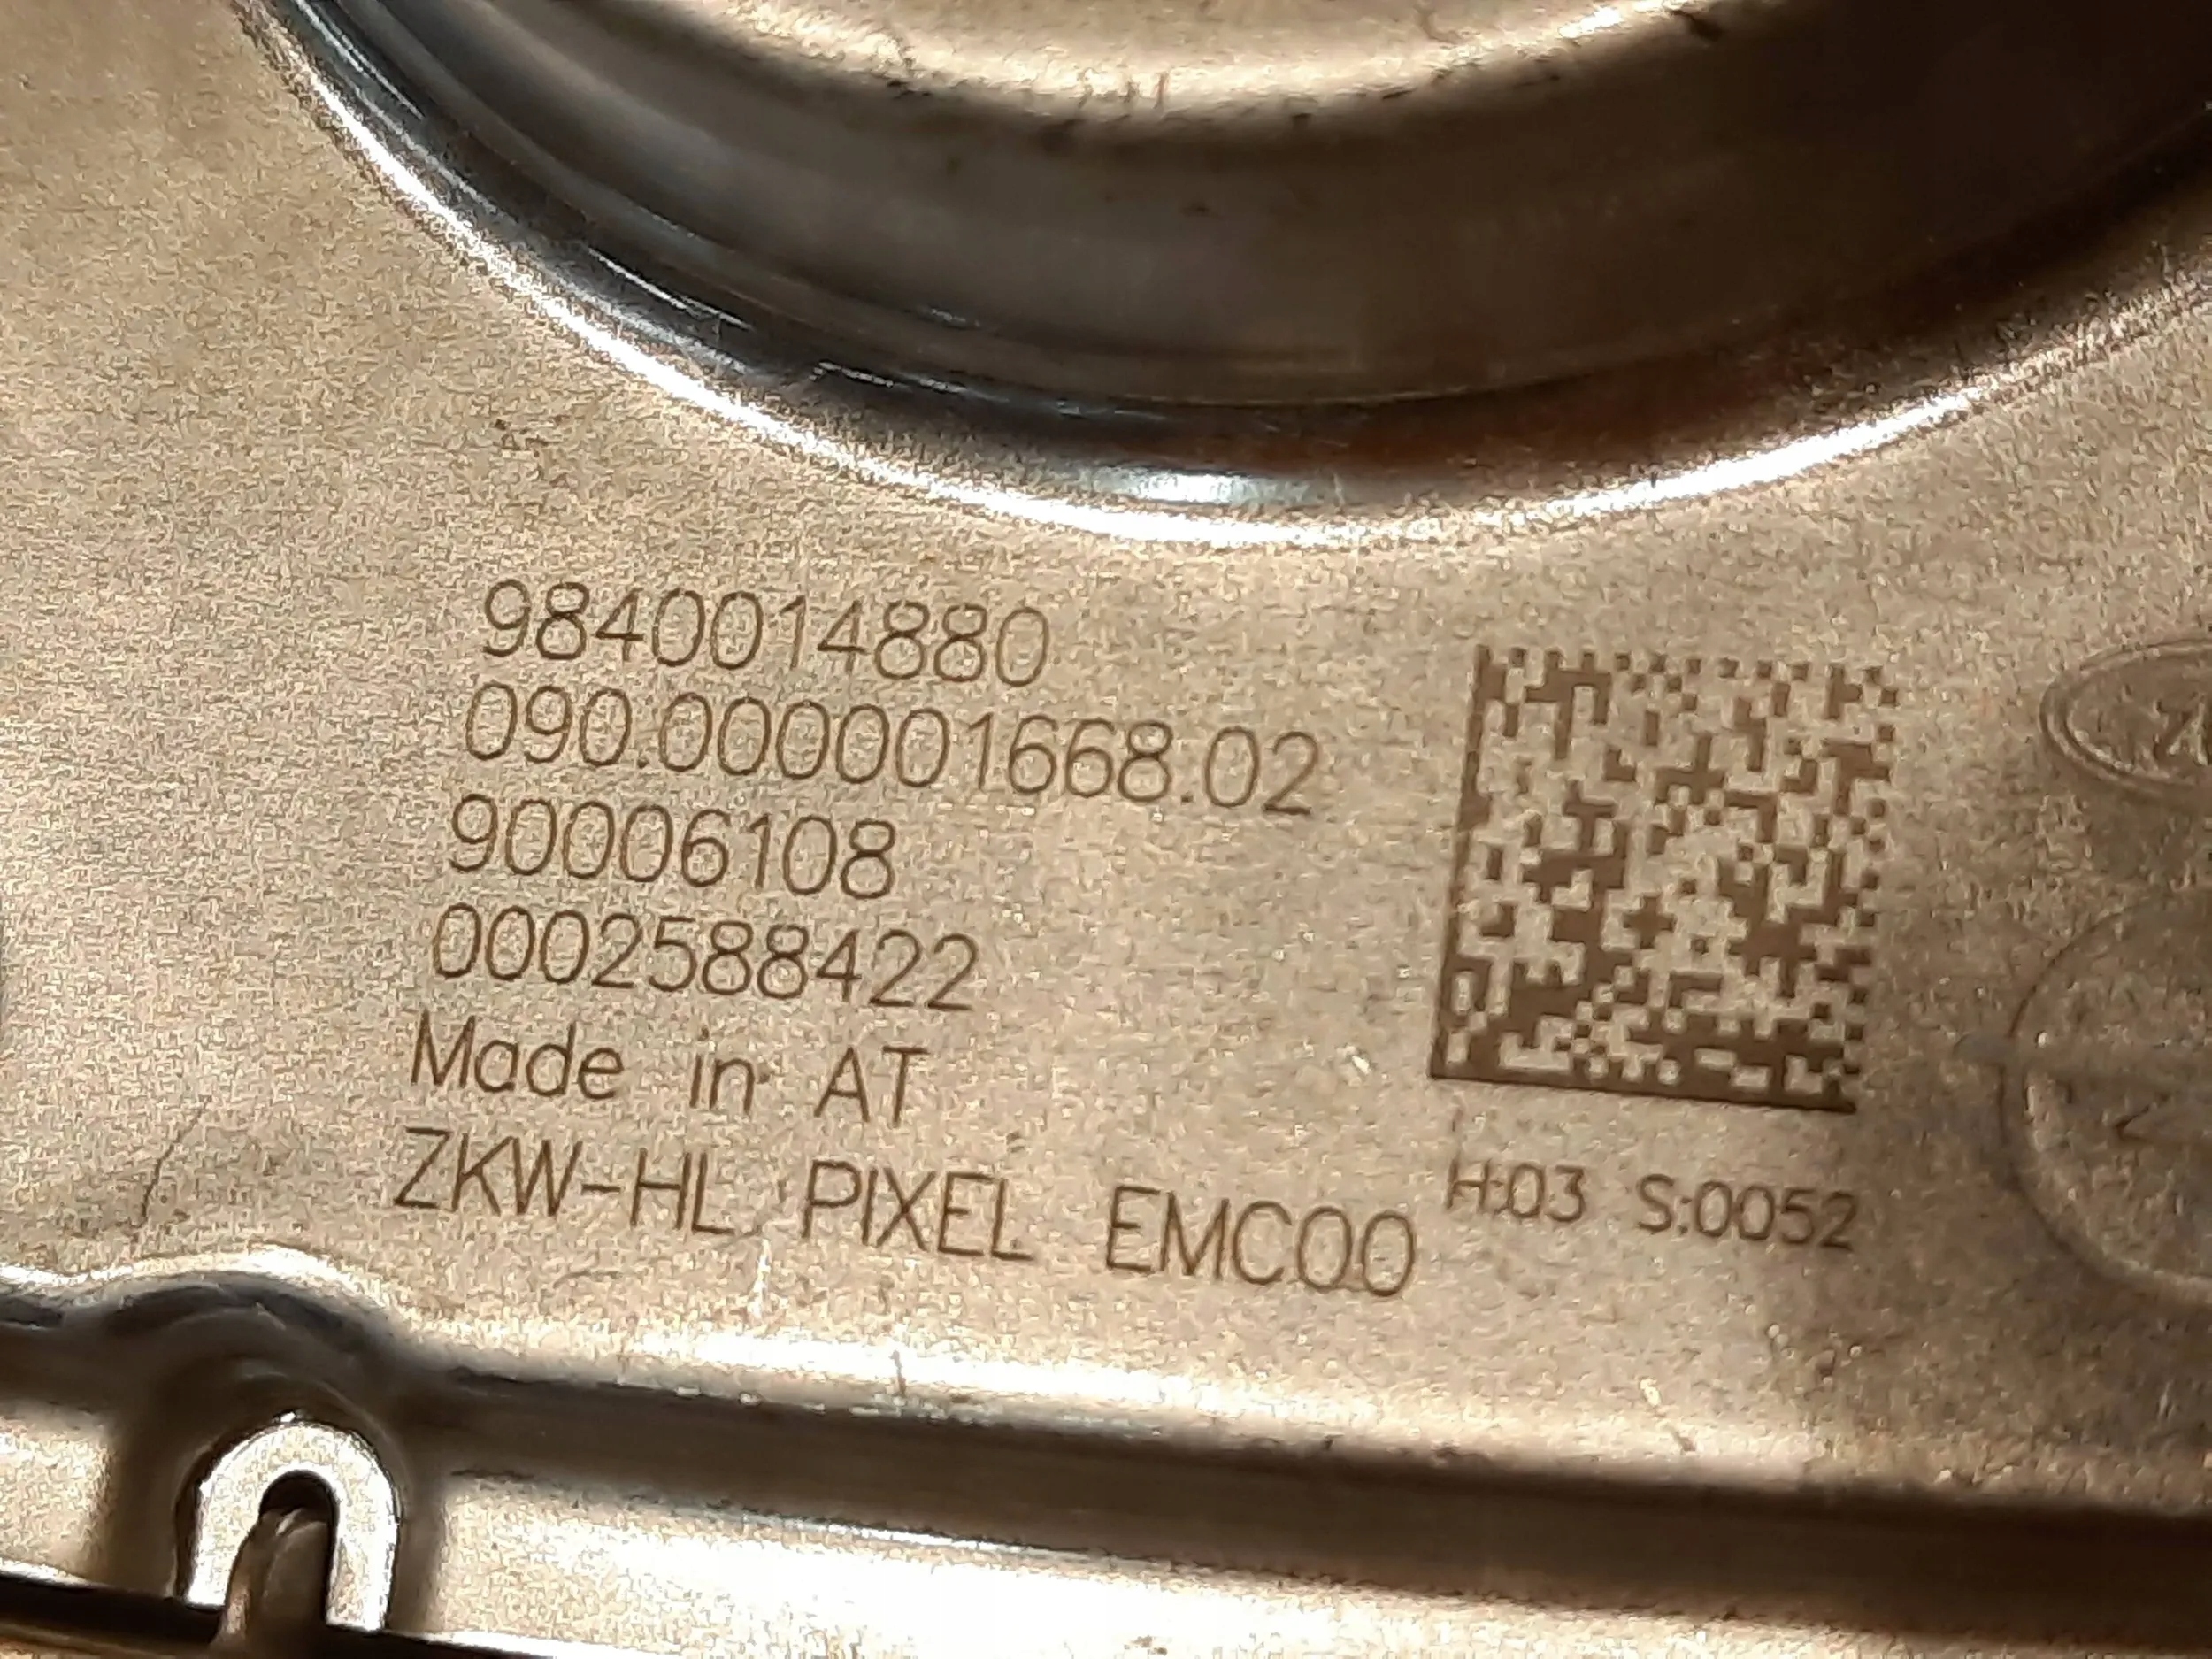 9840014880
090.000001668.02
90006108
0002588422
Made in AT
ZKW-HL PIXEL EMC00
H:03 S:0052